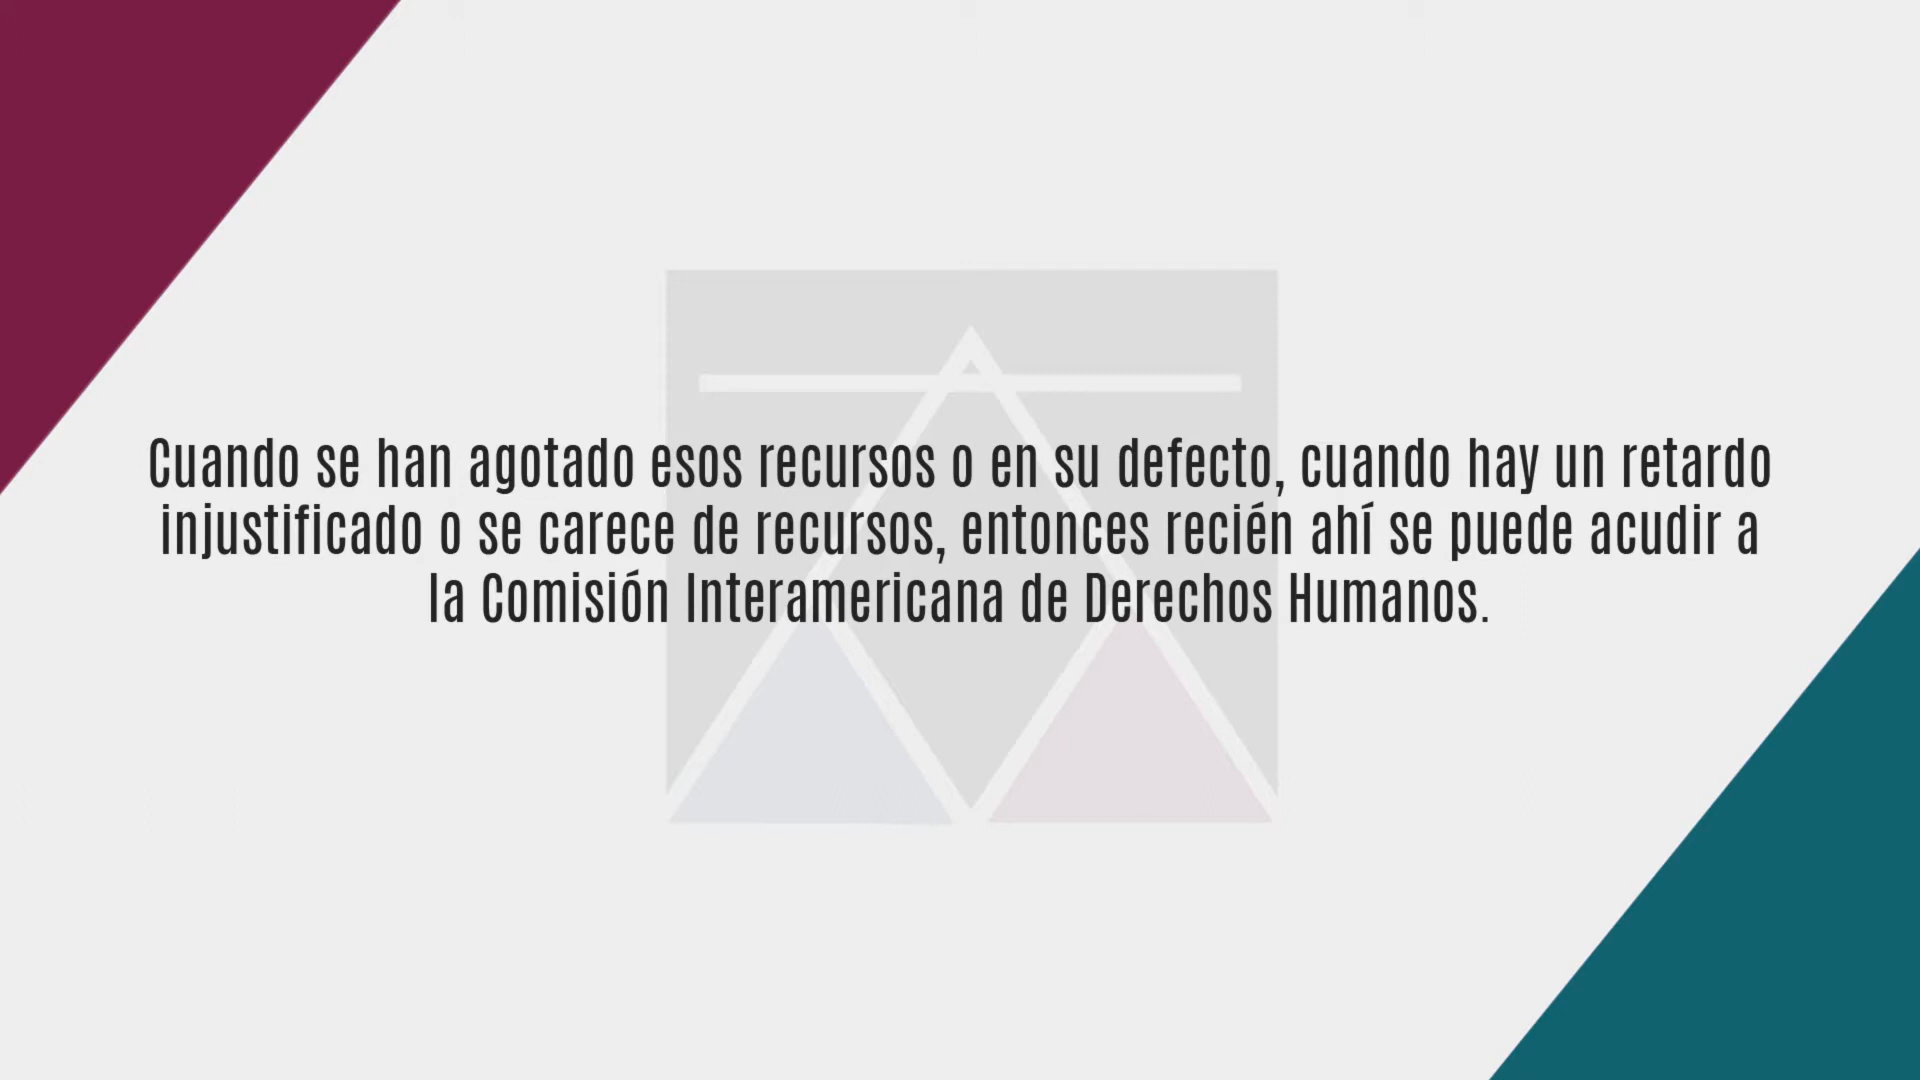 Cuando se han agotado esos recursos o en su defecto, cuando hay un retardo
injustificado o se carece de recursos, entonces recién ahí se puede acudir a
la Comisión Interamericana de Derechos Humanos.